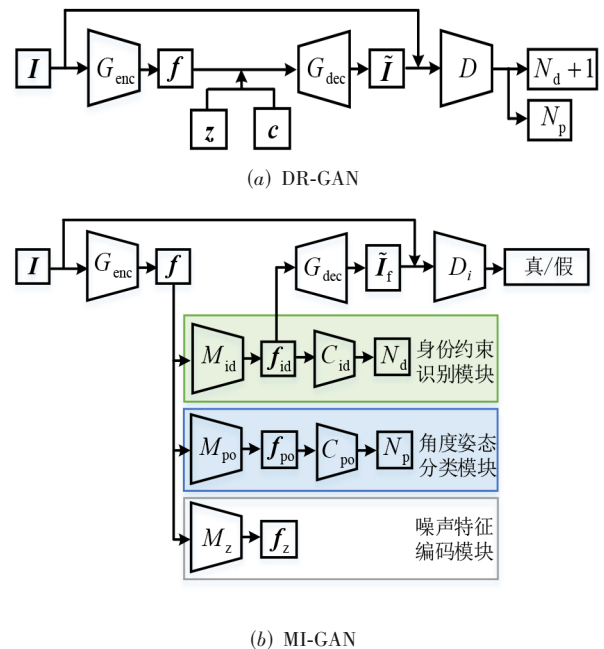 I G_enc f G_dec Ĩ D N_d+1
z c N_p
(a) DR-GAN
I G_enc f G_dec Ĩ_f D_i 真/假
M_id f_id C_id N_d 身份约束
识别模块
M_po f_po C_po N_p 角度姿态
分类模块
M_z f_z 噪声特征
编码模块
(b) MI-GAN